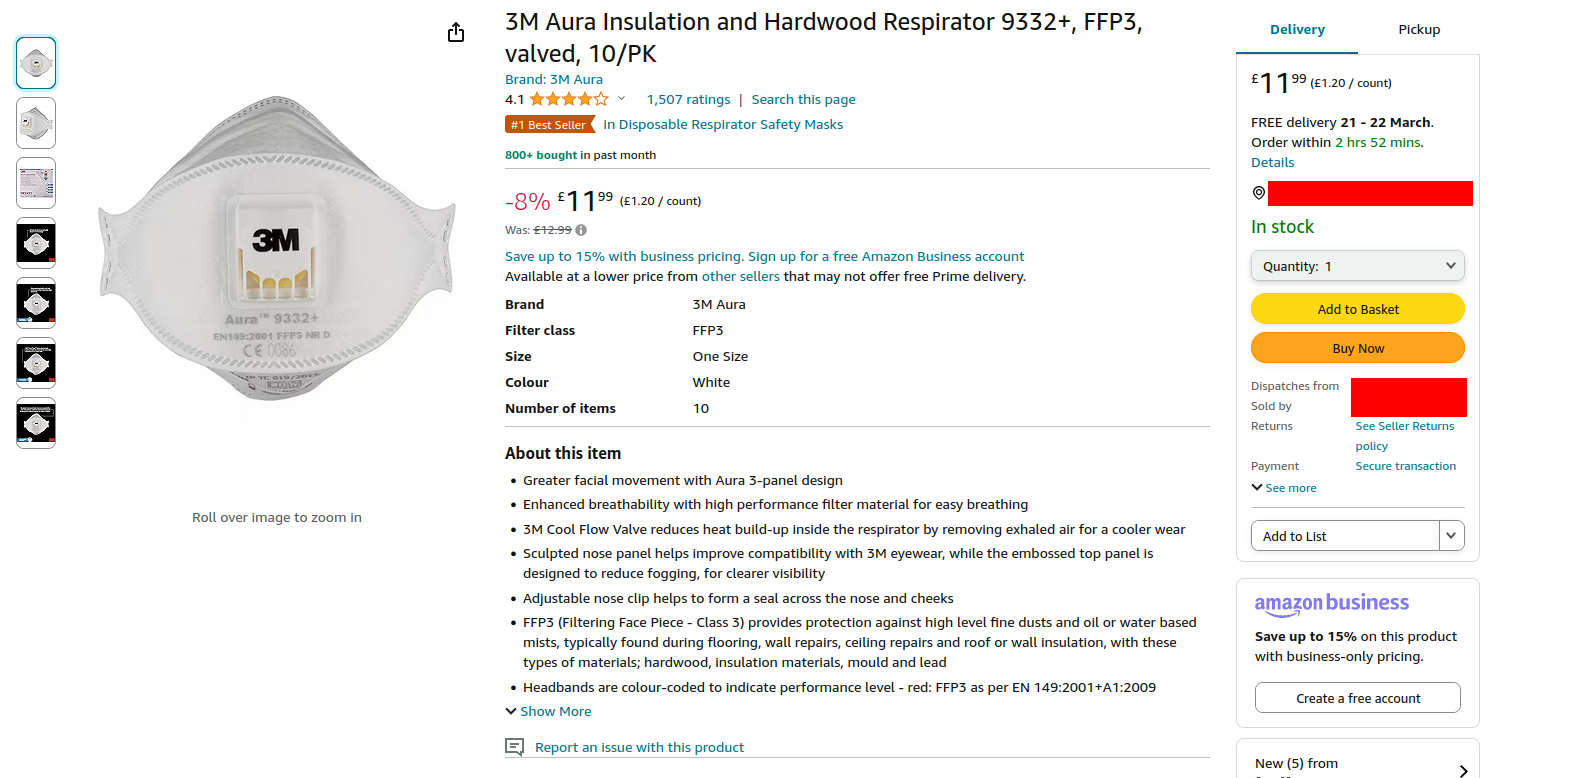 3M
Aura™ 9332+
EN149:2001 FFP3 NR D
CE 0086
Roll over image to zoom in
3M Aura Insulation and Hardwood Respirator 9332+, FFP3,
valved, 10/PK
Brand: 3M Aura
4.1
1,507 ratings | Search this page
#1 Best Seller in Disposable Respirator Safety Masks
800+ bought in past month
-8% £11⁹⁹ (£1.20 / count)
Was: £12.99
Save up to 15% with business pricing. Sign up for a free Amazon Business account
Available at a lower price from other sellers that may not offer free Prime delivery.
Brand 3M Aura
Filter class FFP3
Size One Size
Colour White
Number of items 10
About this item
• Greater facial movement with Aura 3-panel design
• Enhanced breathability with high performance filter material for easy breathing
• 3M Cool Flow Valve reduces heat build-up inside the respirator by removing exhaled air for a cooler wear
• Sculpted nose panel helps improve compatibility with 3M eyewear, while the embossed top panel is
designed to reduce fogging, for clearer visibility
• Adjustable nose clip helps to form a seal across the nose and cheeks
• FFP3 (Filtering Face Piece - Class 3) provides protection against high level fine dusts and oil or water based
mists, typically found during flooring, wall repairs, ceiling repairs and roof or wall insulation, with these
types of materials; hardwood, insulation materials, mould and lead
• Headbands are colour-coded to indicate performance level - red: FFP3 as per EN 149:2001+A1:2009
Show More
Report an issue with this product
Delivery Pickup
£11⁹⁹ (£1.20 / count)
FREE delivery 21 - 22 March.
Order within 2 hrs 52 mins.
Details
In stock
Quantity: 1
Add to Basket
Buy Now
Dispatches from
Sold by
Returns See Seller Returns
policy
Payment Secure transaction
See more
Add to List
amazon business
Save up to 15% on this product
with business-only pricing.
Create a free account
New (5) from